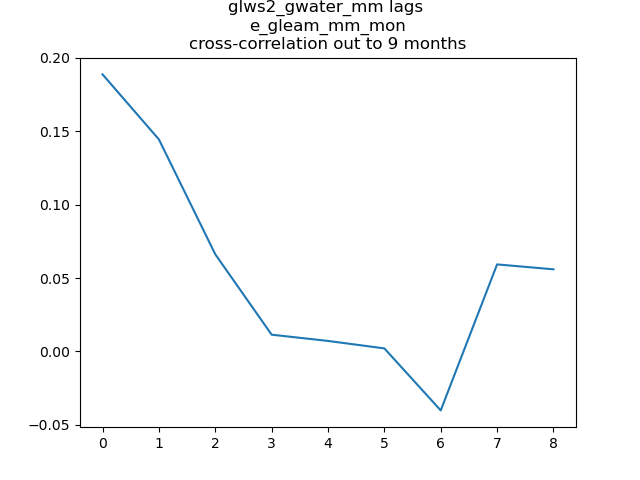 glws2_gwater_mm lags
e_gleam_mm_mon
cross-correlation out to 9 months
0.20
0.15
0.10
0.05
0.00
−0.05
0 1 2 3 4 5 6 7 8